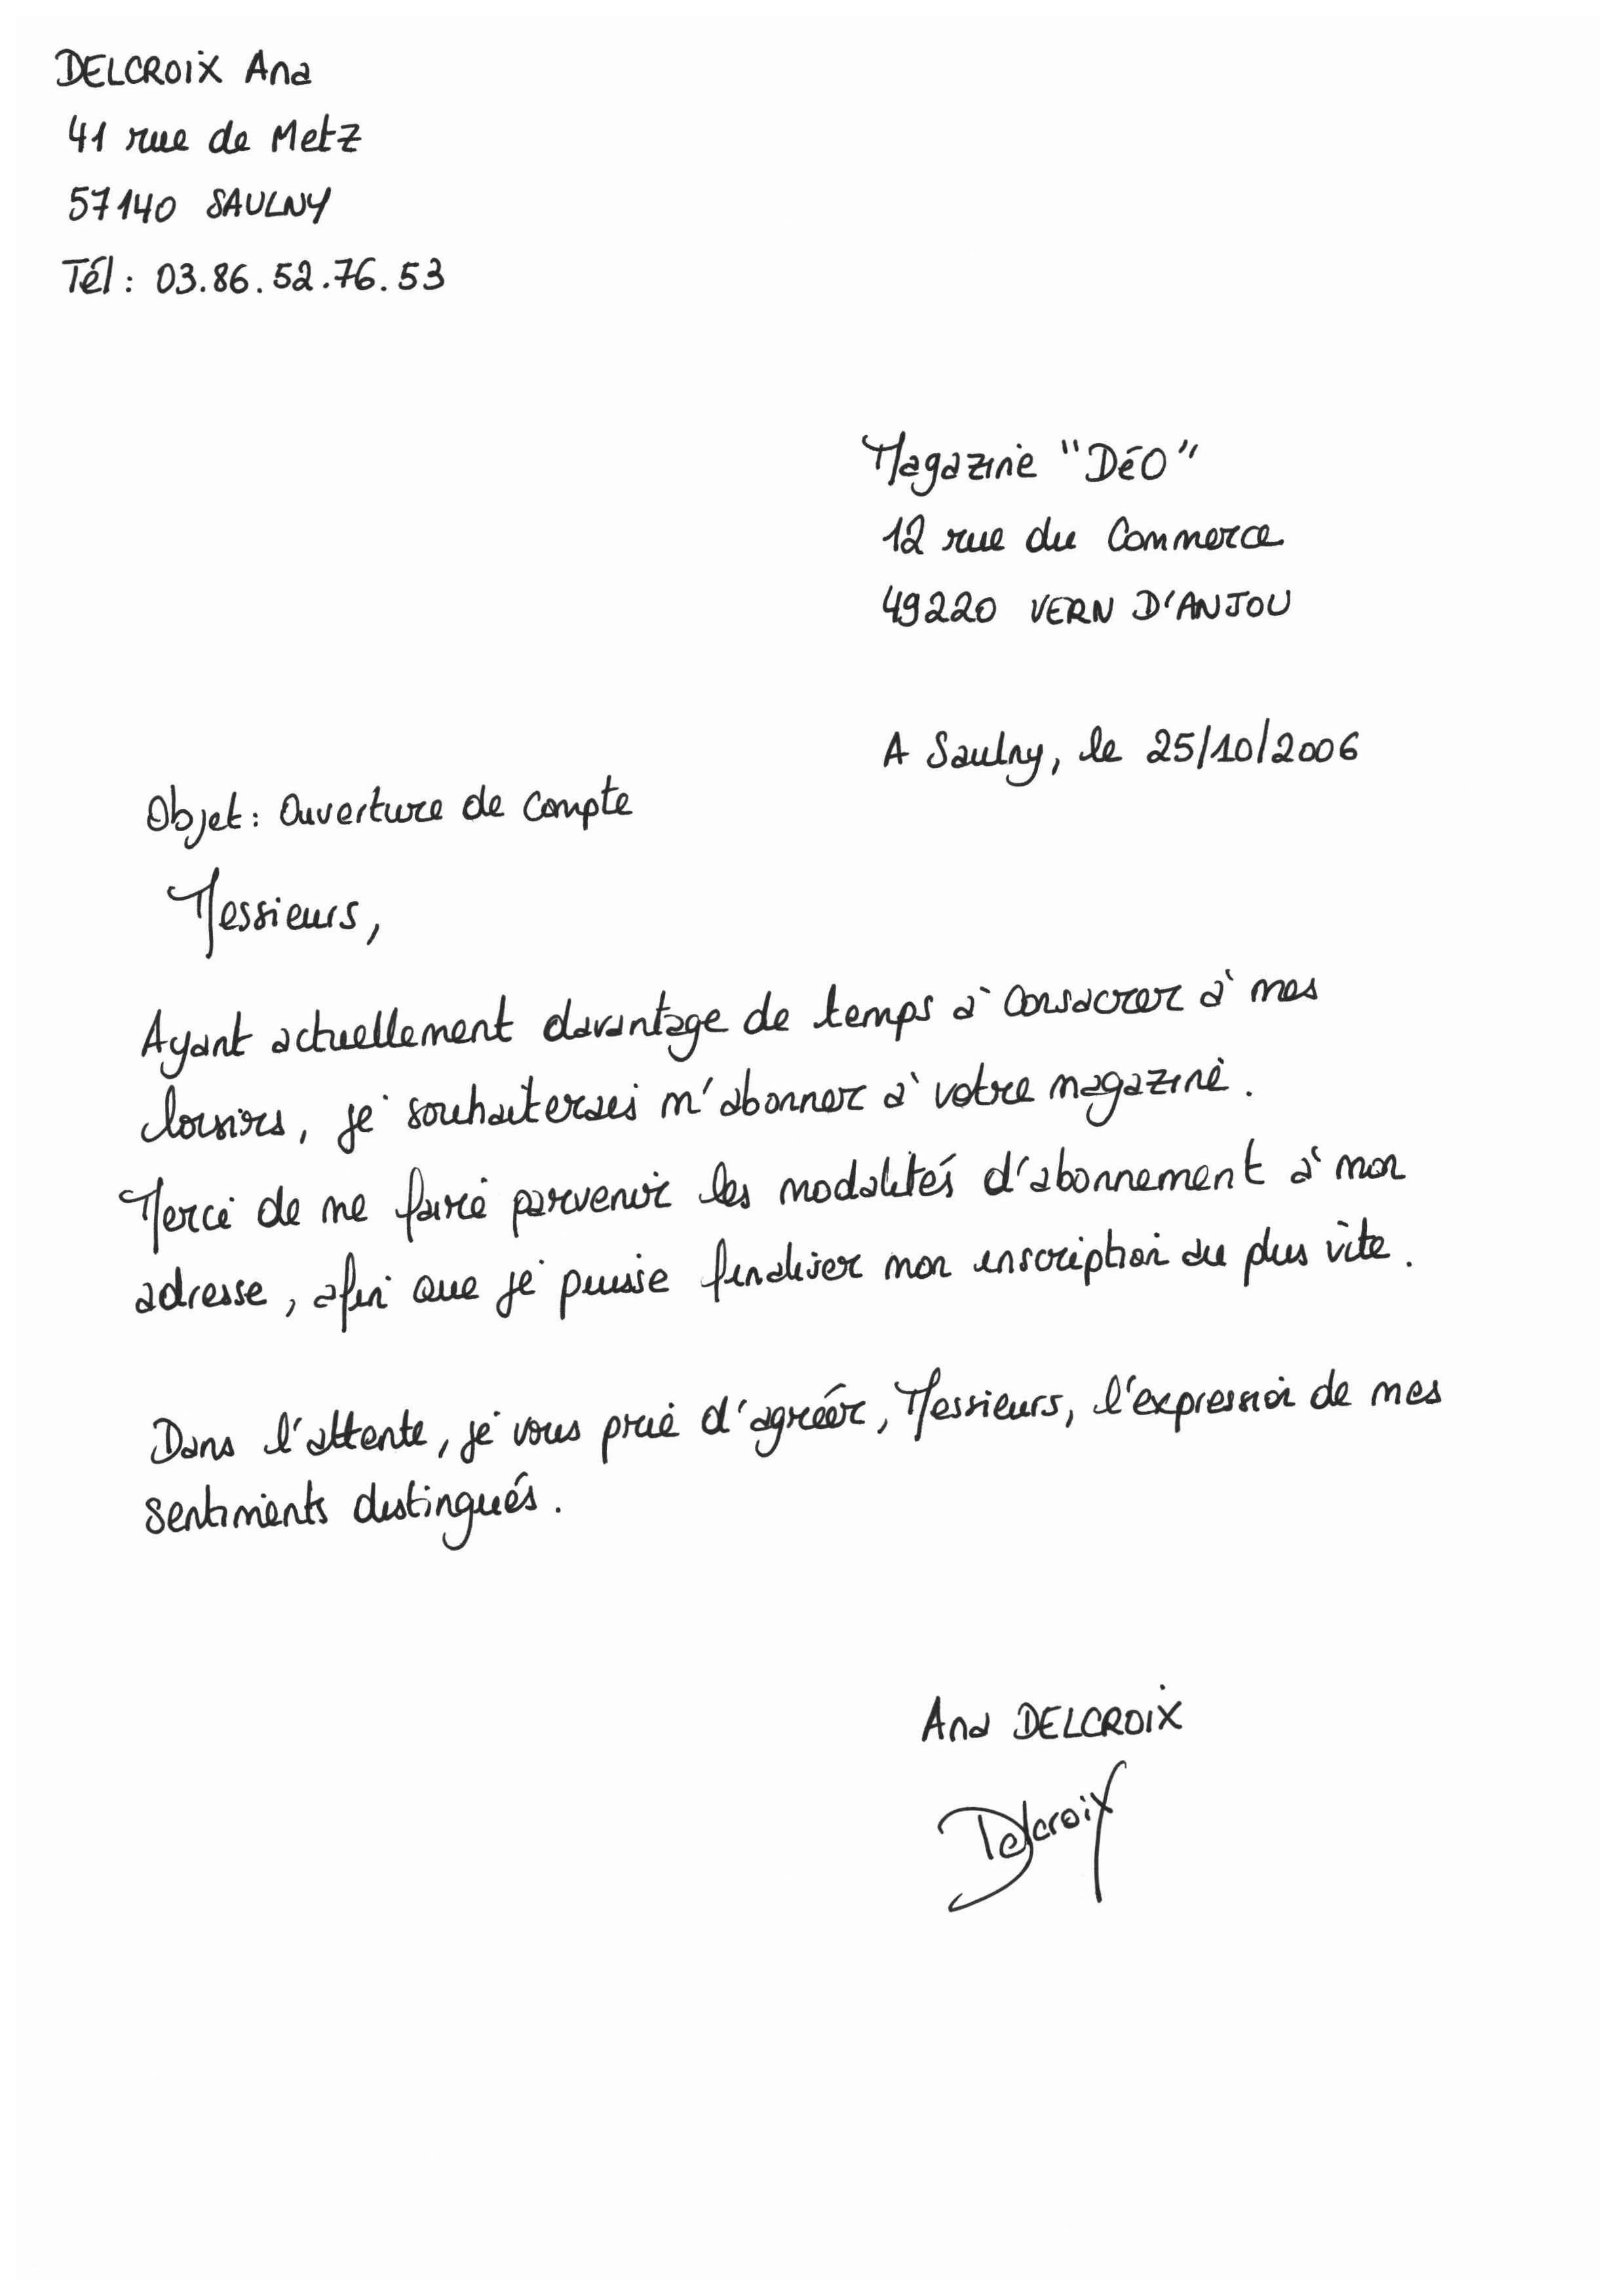 DELCROIX Ana
41 rue de Metz
57140 SAULNY
Tél : 03.86.52.76.53
Magazine "DéO"
12 rue du Commerce
49220 VERN D'ANJOU
A Saulny, le 25/10/2006
Objet : Ouverture de compte
Messieurs,
Ayant actuellement davantage de temps à consacrer à mes
loisirs, je souhaiterais m'abonner à votre magazine.
Merci de me faire parvenir les modalités d'abonnement à mon
adresse, afin que je puisse finaliser mon inscription au plus vite.
Dans l'attente, je vous prie d'agréer, Messieurs, l'expression de mes
sentiments distingués.
Ana DELCROIX
Delcroix